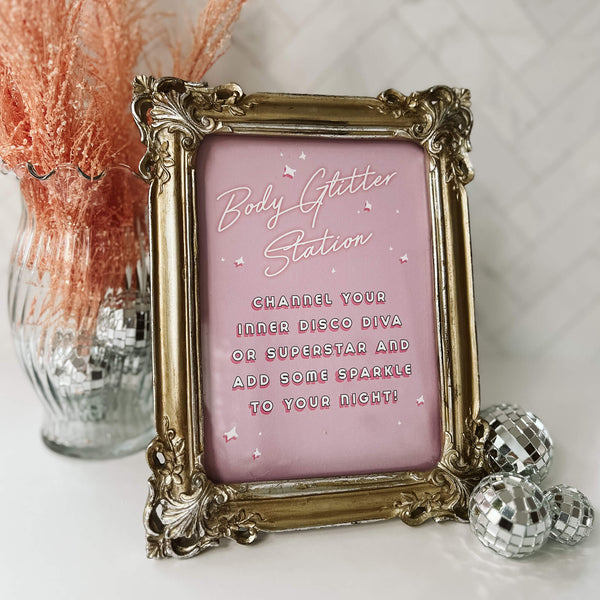 Body Glitter
Station
CHANNEL YOUR
INNER DISCO DIVA
OR SUPERSTAR AND
ADD SOME SPARKLE
TO YOUR NIGHT!